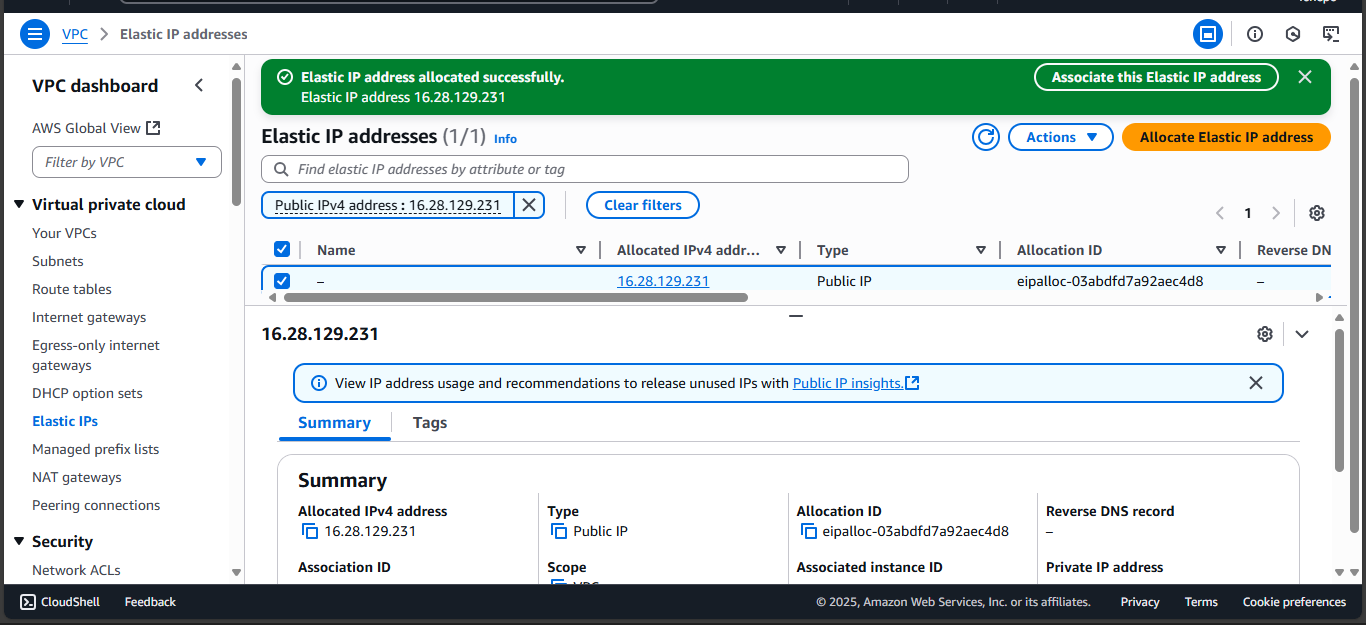 VPC > Elastic IP addresses
VPC dashboard
AWS Global View
Filter by VPC
Virtual private cloud
Your VPCs
Subnets
Route tables
Internet gateways
Egress-only internet
gateways
DHCP option sets
Elastic IPs
Managed prefix lists
NAT gateways
Peering connections
Security
Network ACLs
Elastic IP address allocated successfully.
Elastic IP address 16.28.129.231
Associate this Elastic IP address
Elastic IP addresses (1/1) Info
Actions
Allocate Elastic IP address
Find elastic IP addresses by attribute or tag
Public IPv4 address : 16.28.129.231
Clear filters
1
Name Allocated IPv4 addr... Type Allocation ID Reverse DN
– 16.28.129.231 Public IP eipalloc-03abdfd7a92aec4d8 –
16.28.129.231
View IP address usage and recommendations to release unused IPs with Public IP insights.
Summary Tags
Summary
Allocated IPv4 address
16.28.129.231
Type
Public IP
Allocation ID
eipalloc-03abdfd7a92aec4d8
Reverse DNS record
–
Association ID
Scope
VPC
Associated instance ID
Private IP address
CloudShell Feedback © 2025, Amazon Web Services, Inc. or its affiliates. Privacy Terms Cookie preferences